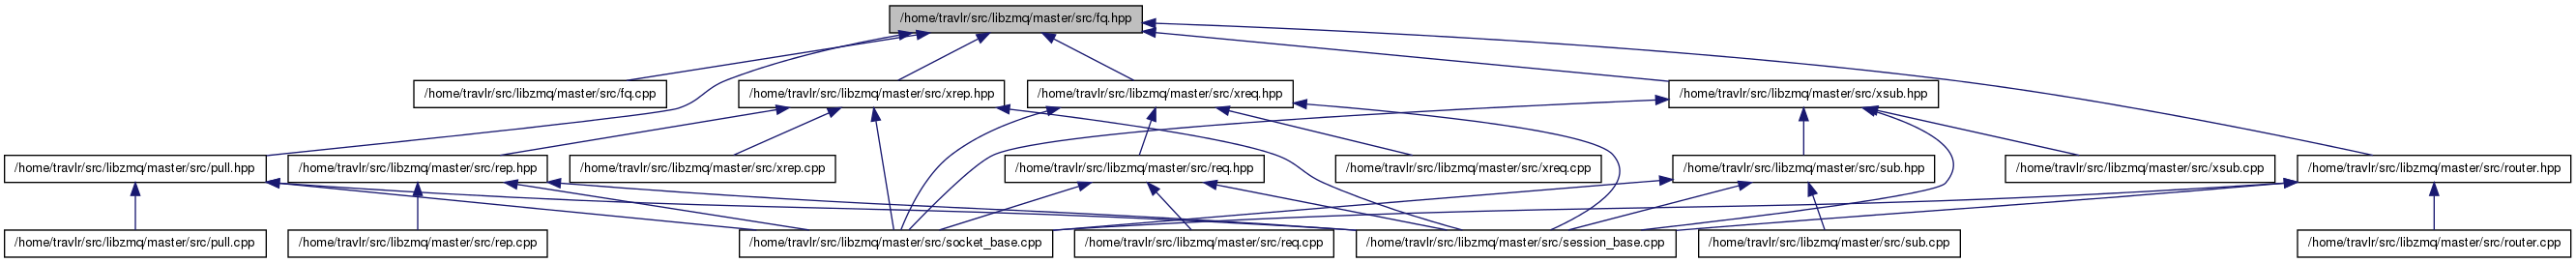 /home/travlr/src/libzmq/master/src/fq.hpp
/home/travlr/src/libzmq/master/src/fq.cpp
/home/travlr/src/libzmq/master/src/xrep.hpp
/home/travlr/src/libzmq/master/src/xreq.hpp
/home/travlr/src/libzmq/master/src/xsub.hpp
/home/travlr/src/libzmq/master/src/pull.hpp
/home/travlr/src/libzmq/master/src/rep.hpp
/home/travlr/src/libzmq/master/src/xrep.cpp
/home/travlr/src/libzmq/master/src/req.hpp
/home/travlr/src/libzmq/master/src/xreq.cpp
/home/travlr/src/libzmq/master/src/sub.hpp
/home/travlr/src/libzmq/master/src/xsub.cpp
/home/travlr/src/libzmq/master/src/router.hpp
/home/travlr/src/libzmq/master/src/pull.cpp
/home/travlr/src/libzmq/master/src/rep.cpp
/home/travlr/src/libzmq/master/src/socket_base.cpp
/home/travlr/src/libzmq/master/src/req.cpp
/home/travlr/src/libzmq/master/src/session_base.cpp
/home/travlr/src/libzmq/master/src/sub.cpp
/home/travlr/src/libzmq/master/src/router.cpp